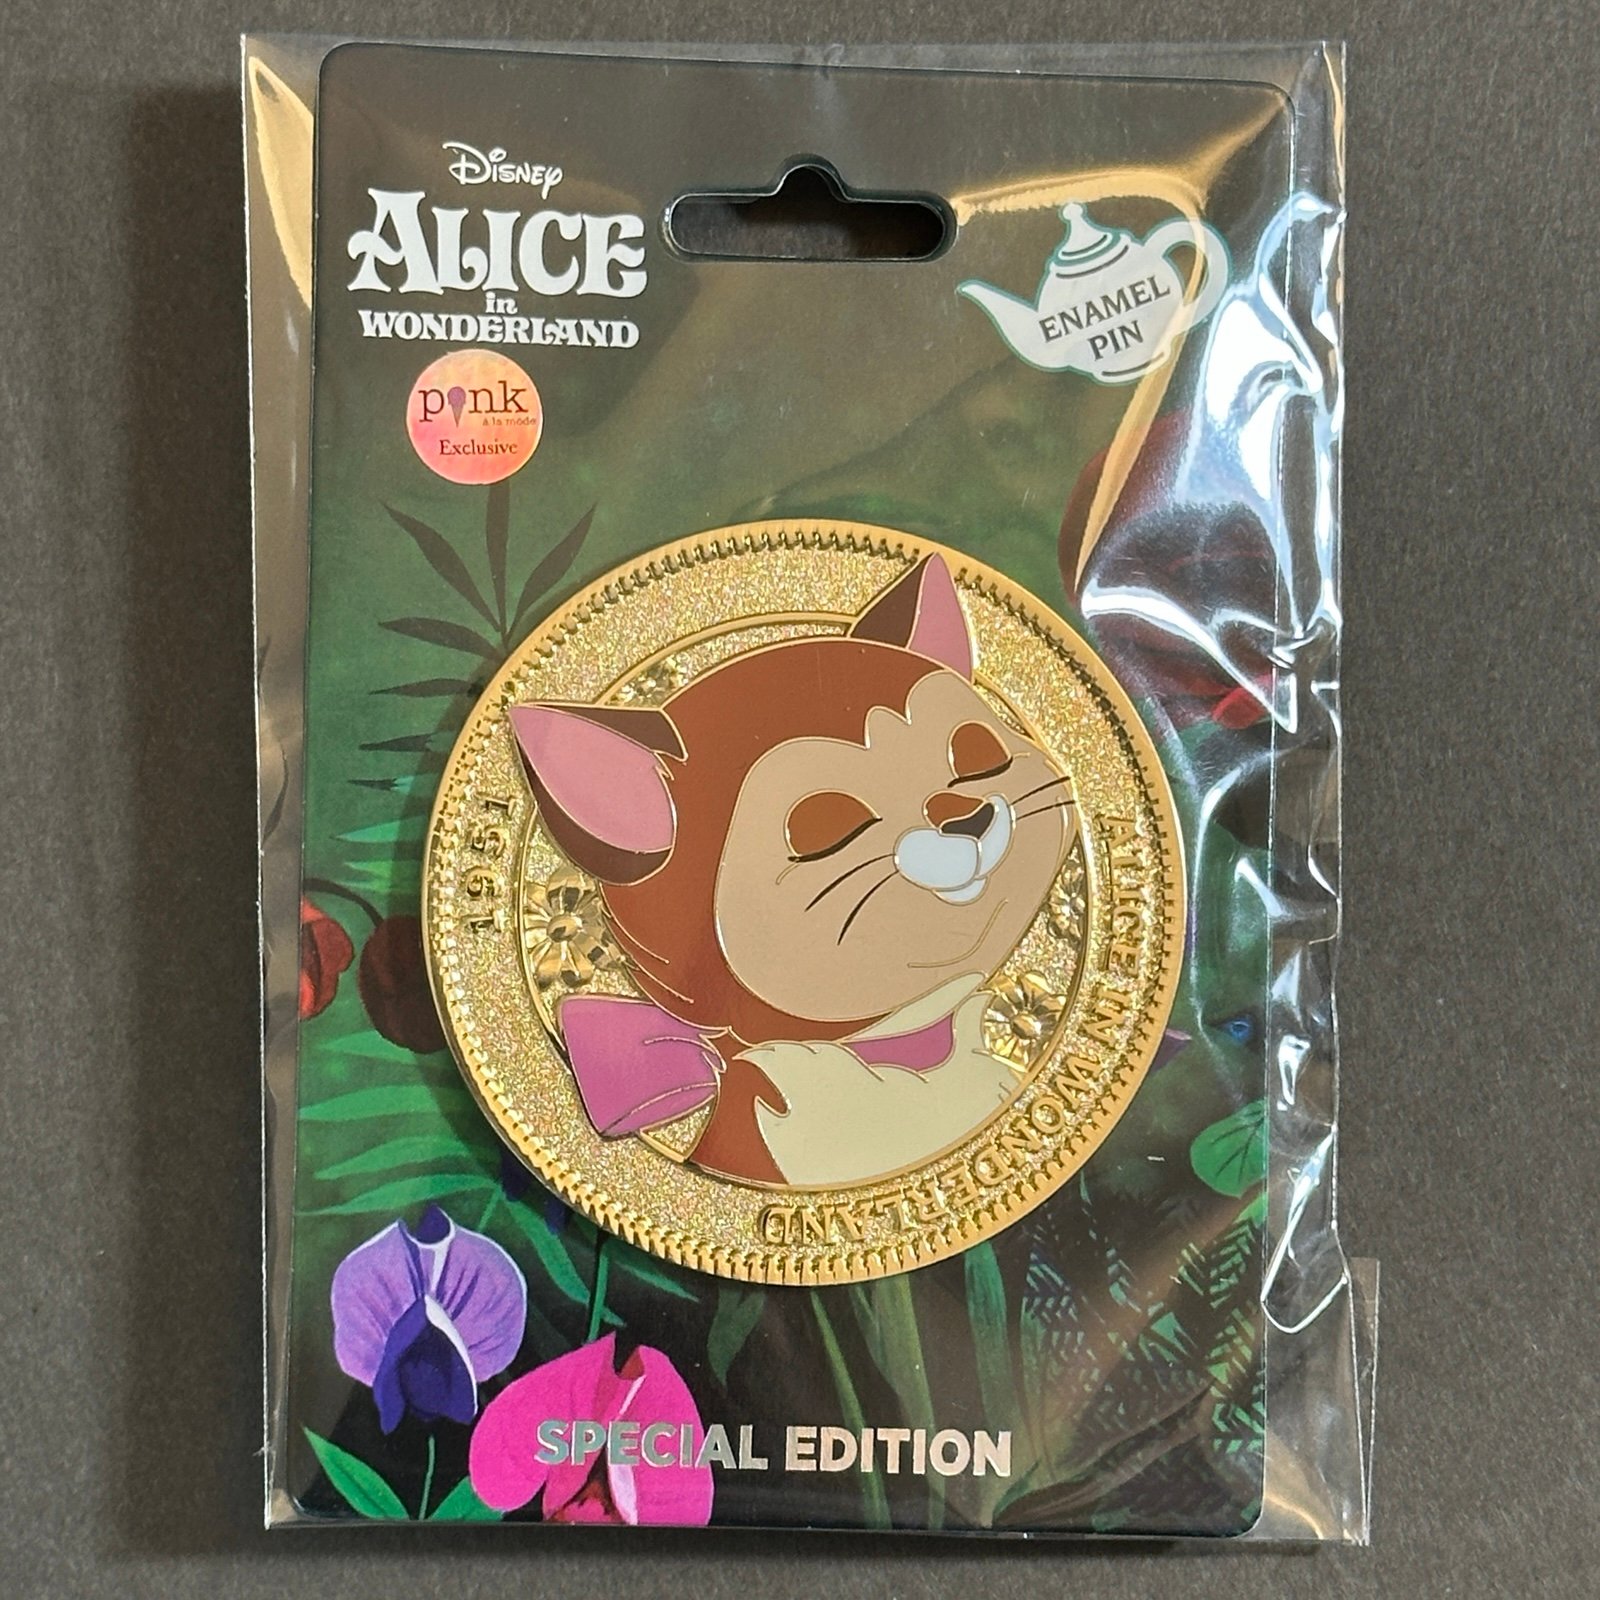 Disney
ALICE
in
WONDERLAND
ENAMEL
PIN
pink
à la mode
Exclusive
1951
ALICE IN WONDERLAND
SPECIAL EDITION